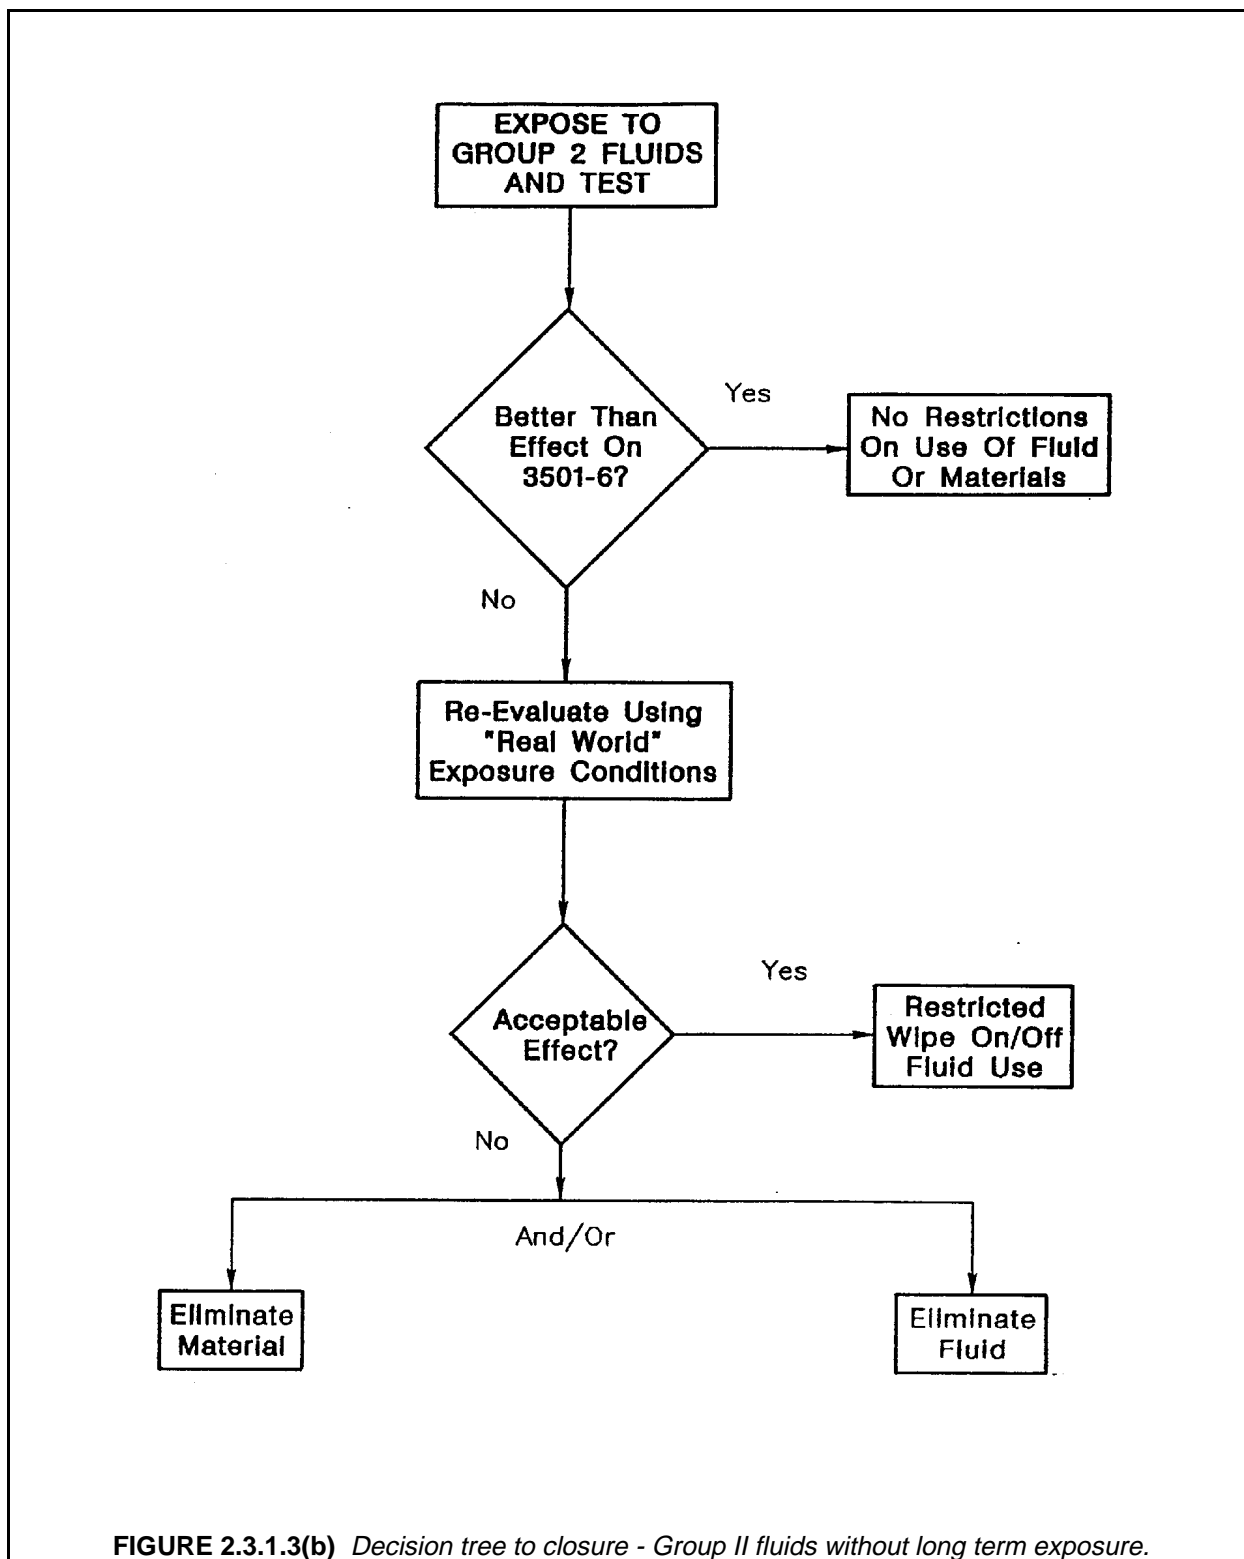 EXPOSE TO
GROUP 2 FLUIDS
AND TEST
Better Than
Effect On
3501-6?
Yes
No Restrictions
On Use Of Fluid
Or Materials
No
Re-Evaluate Using
"Real World"
Exposure Conditions
Acceptable
Effect?
Yes
Restricted
Wipe On/Off
Fluid Use
No
And/Or
Eliminate
Material
Eliminate
Fluid
FIGURE 2.3.1.3(b) Decision tree to closure - Group II fluids without long term exposure.